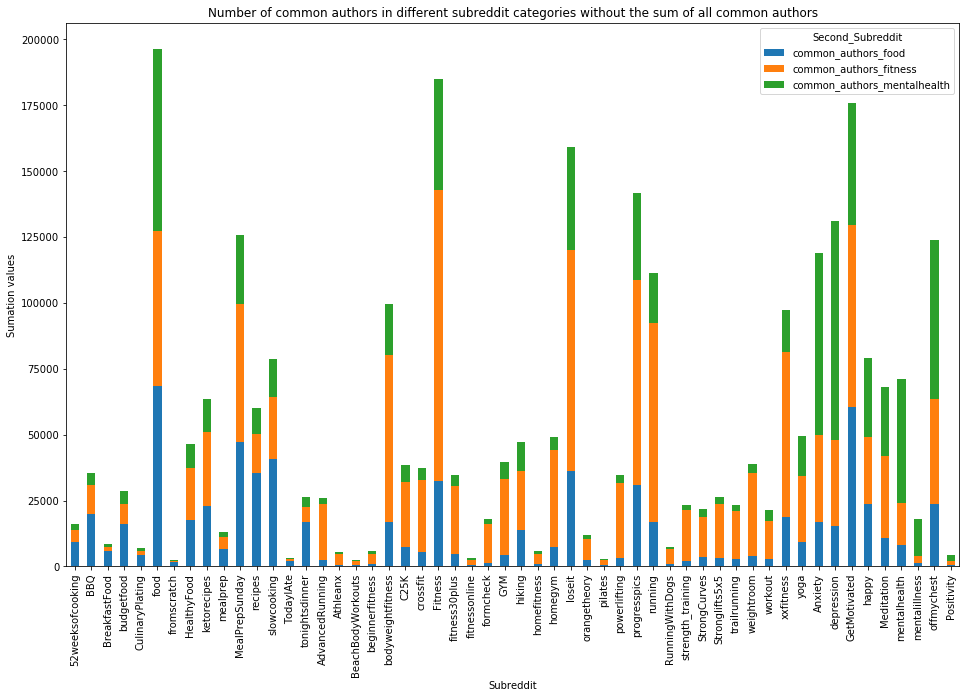 Number of common authors in different subreddit categories without the sum of all common authors
Second_Subreddit
common_authors_food
common_authors_fitness
common_authors_mentalhealth
Sumation values
200000
175000
150000
125000
100000
75000
50000
25000
0
52weeksofcooking
BBQ
BreakfastFood
budgetfood
CulinaryPlating
food
fromscratch
HealthyFood
ketorecipes
mealprep
MealPrepSunday
recipes
slowcooking
TodayIAte
tonightsdinner
AdvancedRunning
Athleanx
BeachBodyWorkouts
beginnerfitness
bodyweightfitness
C25K
crossfit
Fitness
fitness30plus
fitnessonline
formcheck
GYM
hiking
homefitness
homegym
loseit
orangetheory
pilates
powerlifting
progresspics
running
RunningWithDogs
strength_training
StrongCurves
Stronglifts5x5
trailrunning
weightroom
workout
xxfitness
yoga
Anxiety
depression
GetMotivated
happy
Meditation
mentalhealth
mentalillness
offmychest
Positivity
Subreddit